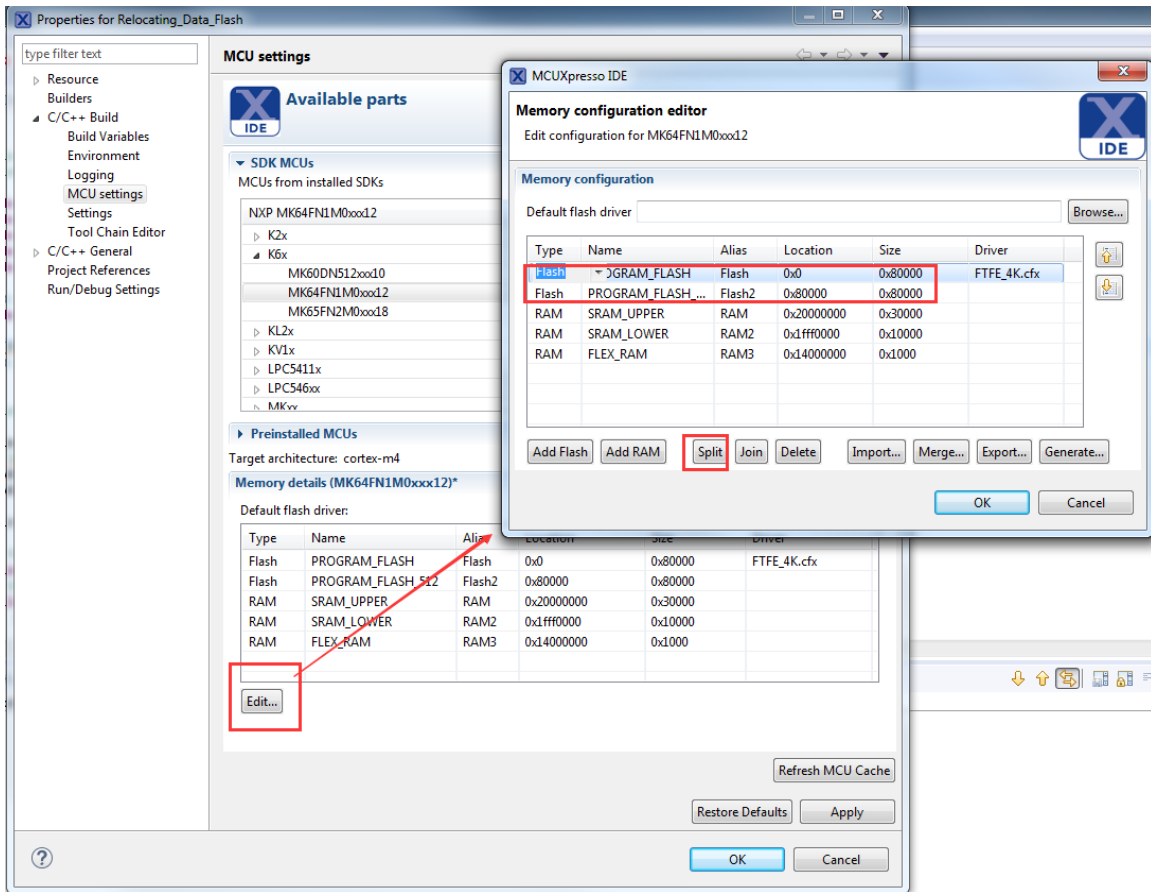 Properties for Relocating_Data_Flash
type filter text
Resource
Builders
C/C++ Build
Build Variables
Environment
Logging
MCU settings
Settings
Tool Chain Editor
C/C++ General
Project References
Run/Debug Settings
MCU settings
IDE
Available parts
SDK MCUs
MCUs from installed SDKs
NXP MK64FN1M0xxx12
K2x
K6x
MK60DN512xxx10
MK64FN1M0xxx12
MK65FN2M0xxx18
KL2x
KV1x
LPC5411x
LPC546xx
MKxx
Preinstalled MCUs
Target architecture: cortex-m4
Memory details (MK64FN1M0xxx12)*
Default flash driver:
Type Name Alias Location Size Driver
Flash PROGRAM_FLASH Flash 0x0 0x80000 FTFE_4K.cfx
Flash PROGRAM_FLASH_512 Flash2 0x80000 0x80000
RAM SRAM_UPPER RAM 0x20000000 0x30000
RAM SRAM_LOWER RAM2 0x1fff0000 0x10000
RAM FLEX_RAM RAM3 0x14000000 0x1000
Edit...
Refresh MCU Cache
Restore Defaults Apply
OK Cancel
MCUXpresso IDE
Memory configuration editor
Edit configuration for MK64FN1M0xxx12
IDE
Memory configuration
Default flash driver Browse...
Type Name Alias Location Size Driver
Flash OGRAM_FLASH Flash 0x0 0x80000 FTFE_4K.cfx
Flash PROGRAM_FLASH_... Flash2 0x80000 0x80000
RAM SRAM_UPPER RAM 0x20000000 0x30000
RAM SRAM_LOWER RAM2 0x1fff0000 0x10000
RAM FLEX_RAM RAM3 0x14000000 0x1000
Add Flash Add RAM Split Join Delete Import... Merge... Export... Generate...
OK Cancel